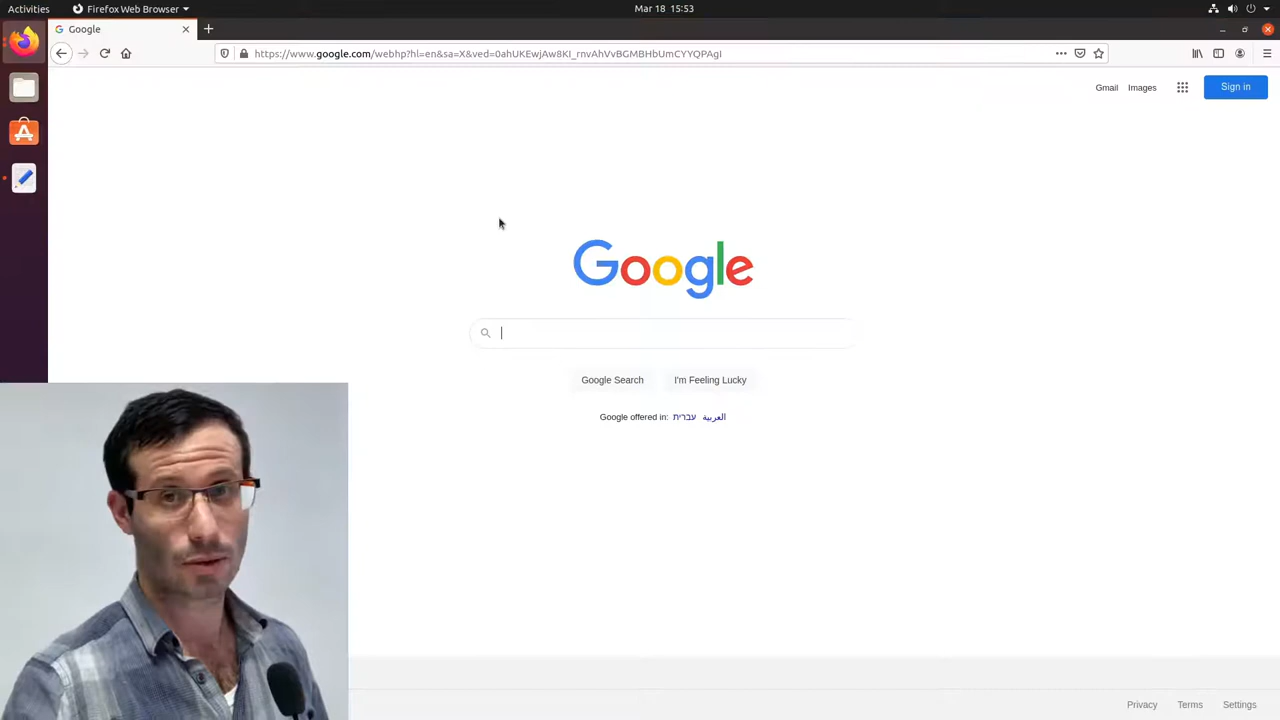 Activities
Firefox Web Browser
Mar 18 15:53
Google
https://www.google.com/webhp?hl=en&sa=X&ved=0ahUKEwjAw8KI_rnvAhVvBGMBHbUmCYYQPAgI
Gmail Images
Sign in
Google
Google Search I'm Feeling Lucky
Google offered in: עברית العربية
Privacy Terms Settings